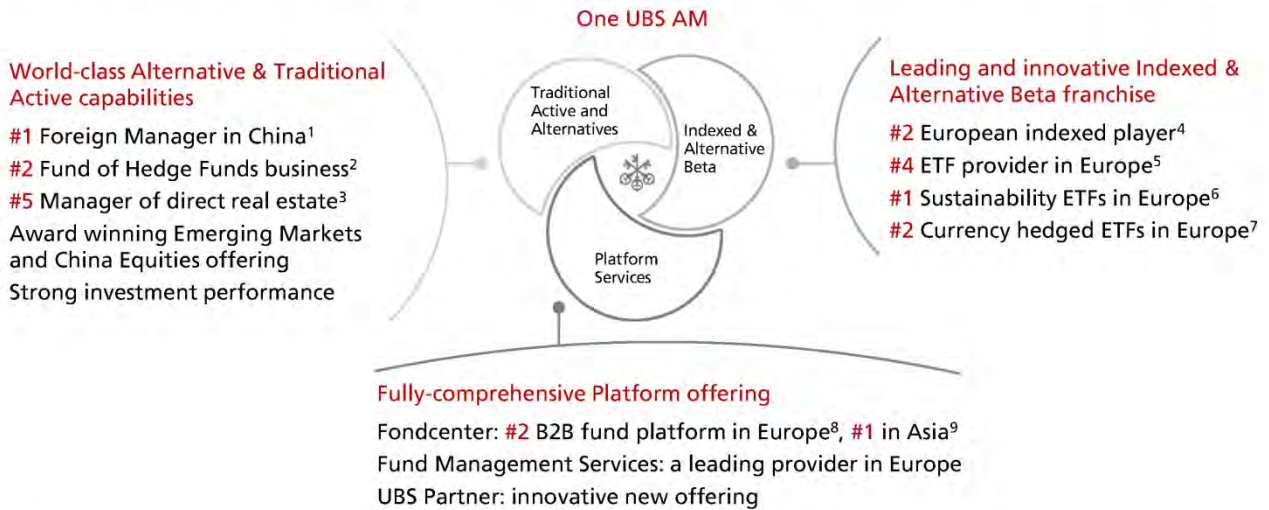 One UBS AM
World-class Alternative & Traditional
Active capabilities
#1 Foreign Manager in China¹
#2 Fund of Hedge Funds business²
#5 Manager of direct real estate³
Award winning Emerging Markets
and China Equities offering
Strong investment performance
Traditional
Active and
Alternatives
Indexed &
Alternative
Beta
Platform
Services
Leading and innovative Indexed &
Alternative Beta franchise
#2 European indexed player⁴
#4 ETF provider in Europe⁵
#1 Sustainability ETFs in Europe⁶
#2 Currency hedged ETFs in Europe⁷
Fully-comprehensive Platform offering
Fondcenter: #2 B2B fund platform in Europe⁸, #1 in Asia⁹
Fund Management Services: a leading provider in Europe
UBS Partner: innovative new offering